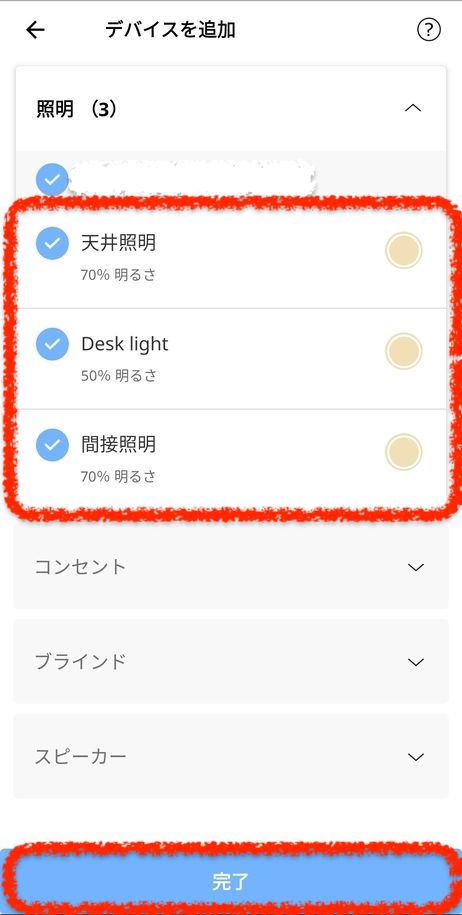 デバイスを追加
?
照明 （3）
天井照明
70% 明るさ
Desk light
50% 明るさ
間接照明
70% 明るさ
コンセント
ブラインド
スピーカー
完了